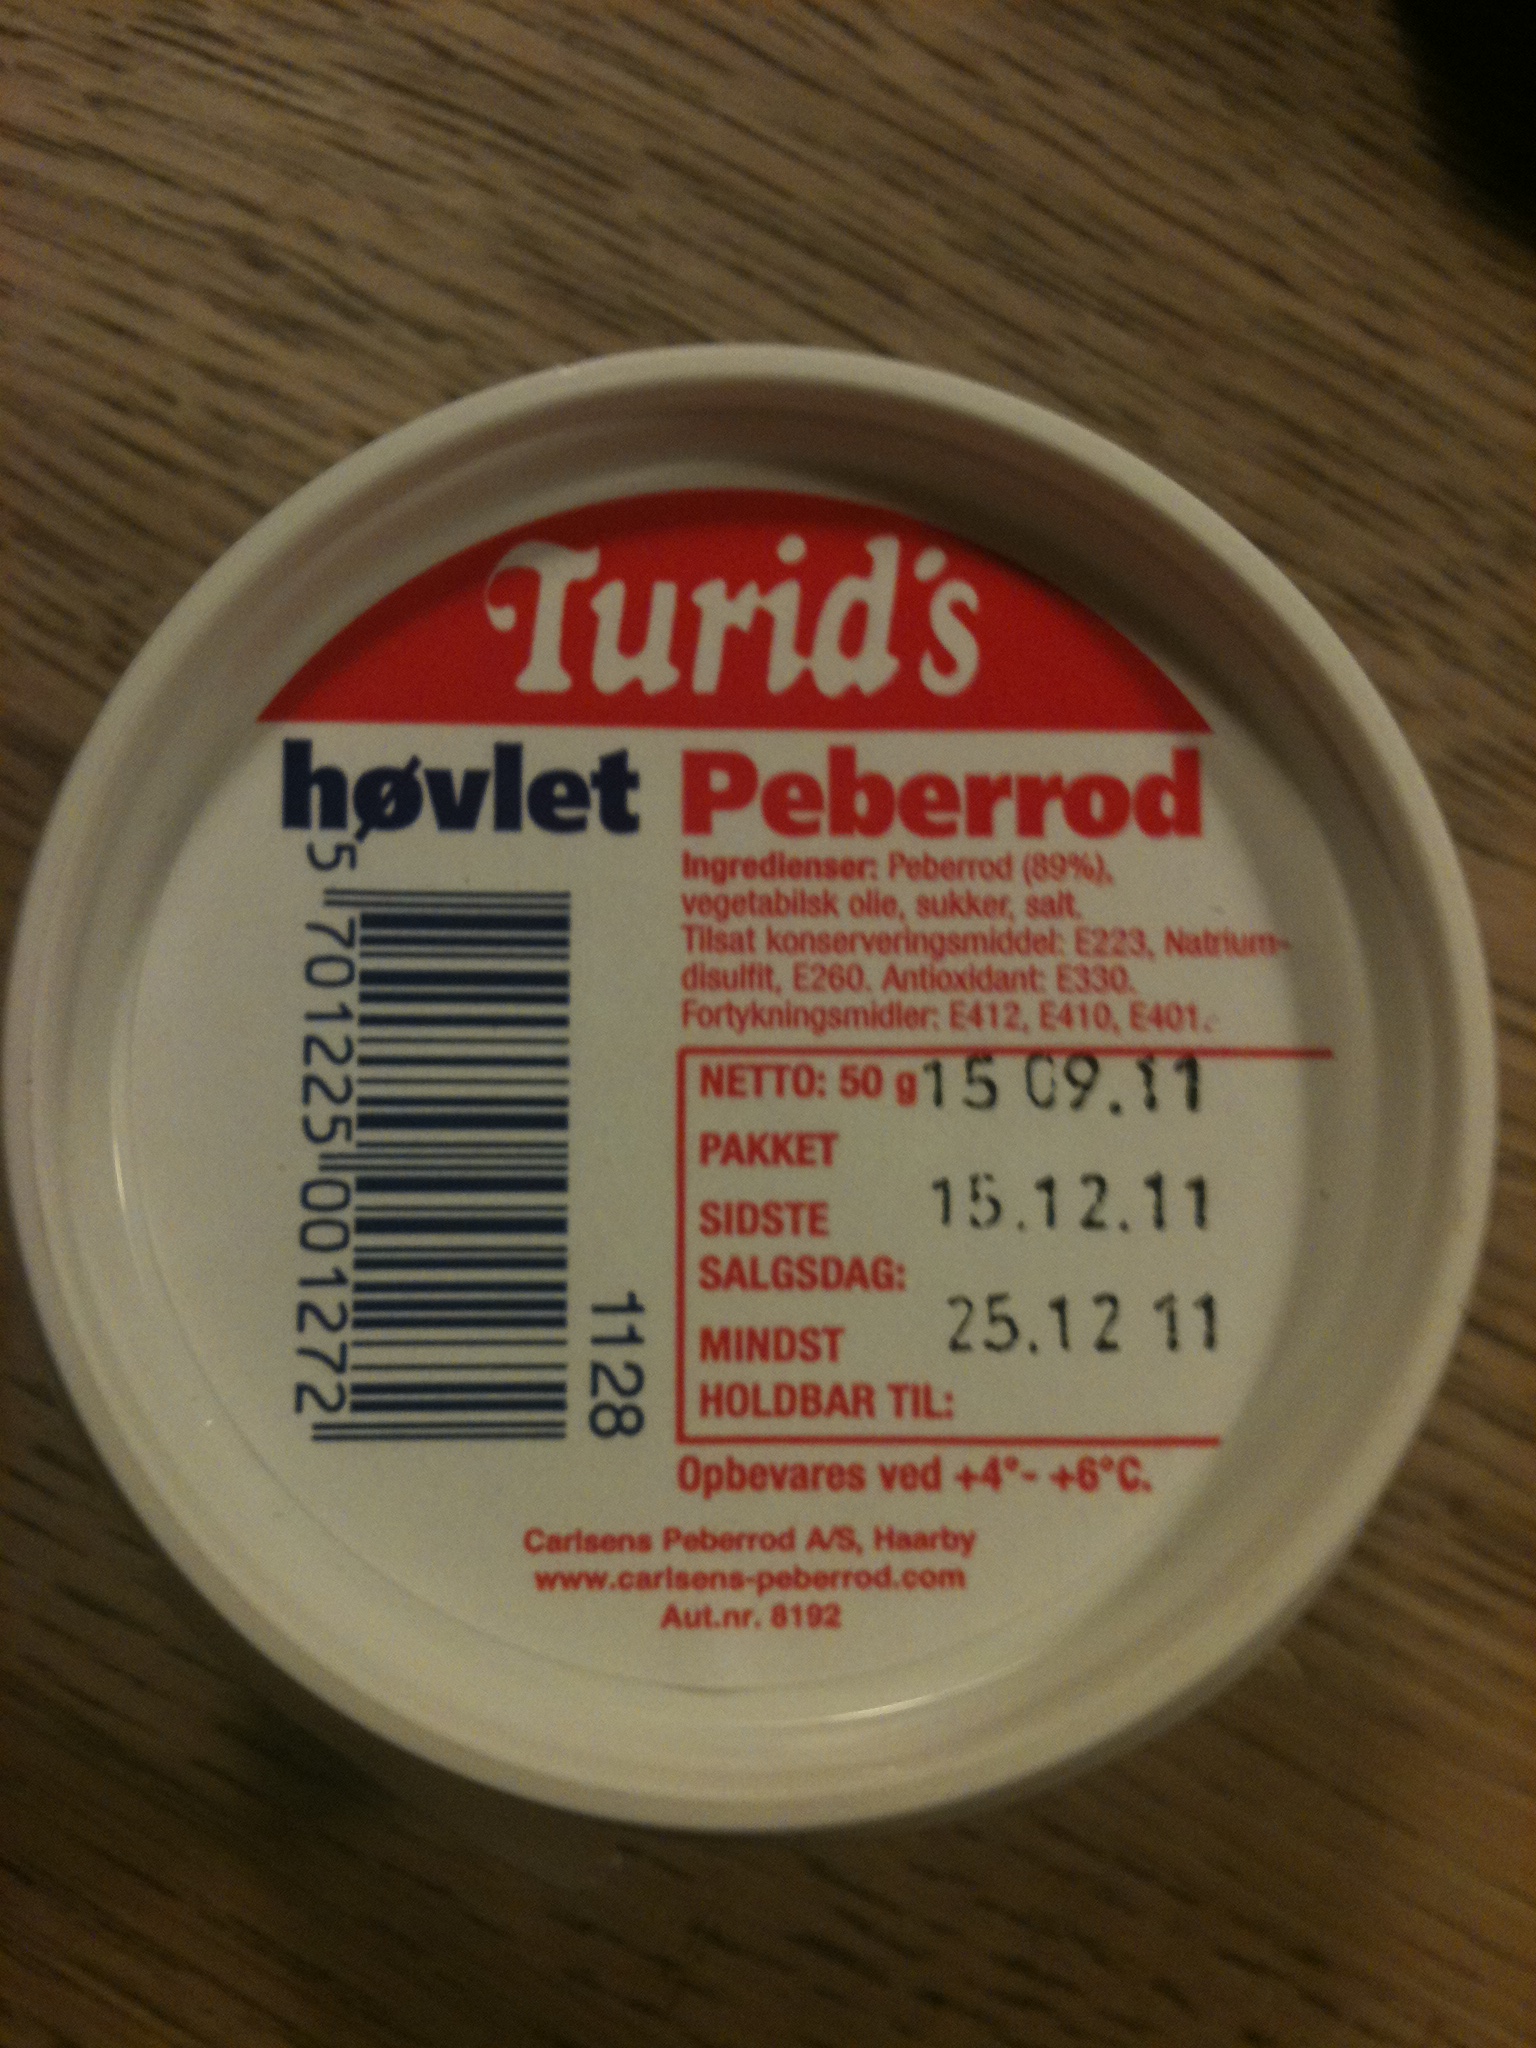 Turid's
høvlet Peberrod
Ingredienser: Peberrod (89%),
vegetabilsk olie, sukker, salt.
Tilsat konserveringsmiddel: E223, Natrium-
disulfit, E260. Antioxidant: E330.
Fortykningsmidler: E412, E410, E401.
NETTO: 50 g 15 09.11
PAKKET
SIDSTE 15.12.11
SALGSDAG:
MINDST 25.12 11
HOLDBAR TIL:
Opbevares ved +4°- +6°C.
5 701225 001272
1128
Carlsens Peberrod A/S, Haarby
www.carlsens-peberrod.com
Aut.nr. 8192